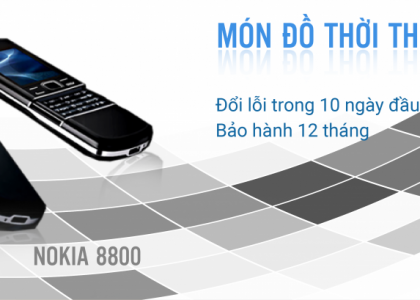 MÓN ĐỒ THỜI TH
Đổi lỗi trong 10 ngày đầu
Bảo hành 12 tháng
NOKIA 8800